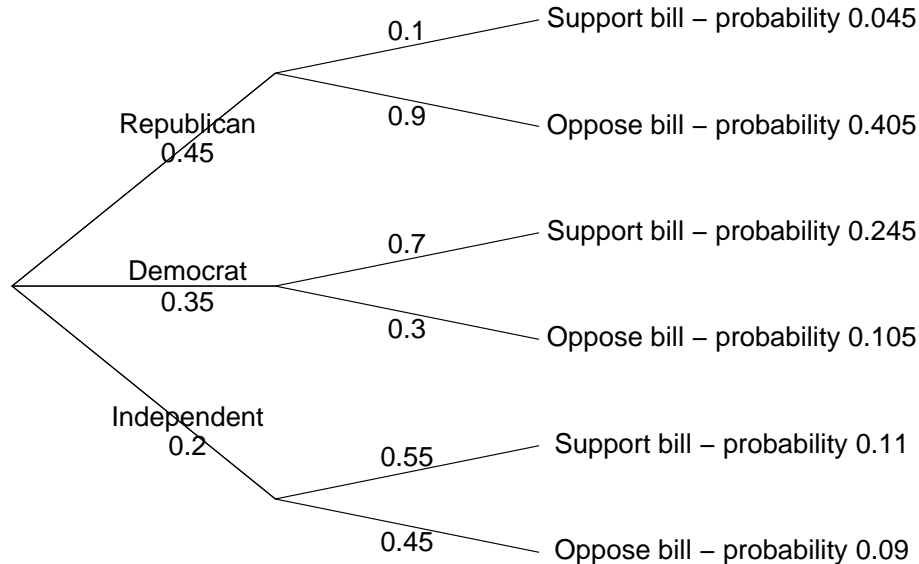 0.1
Support bill – probability 0.045
Republican
0.45
0.9
Oppose bill – probability 0.405
Democrat
0.35
0.7
Support bill – probability 0.245
0.3
Oppose bill – probability 0.105
Independent
0.2
0.55
Support bill – probability 0.11
0.45
Oppose bill – probability 0.09